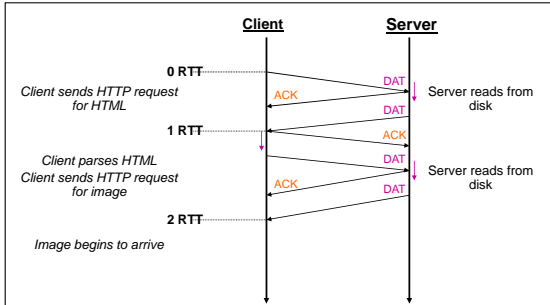 Client
Server
0 RTT
DAT
Client sends HTTP request
for HTML
ACK
Server reads from
disk
DAT
1 RTT
ACK
Client parses HTML
Client sends HTTP request
for image
DAT
Server reads from
disk
ACK
DAT
2 RTT
Image begins to arrive